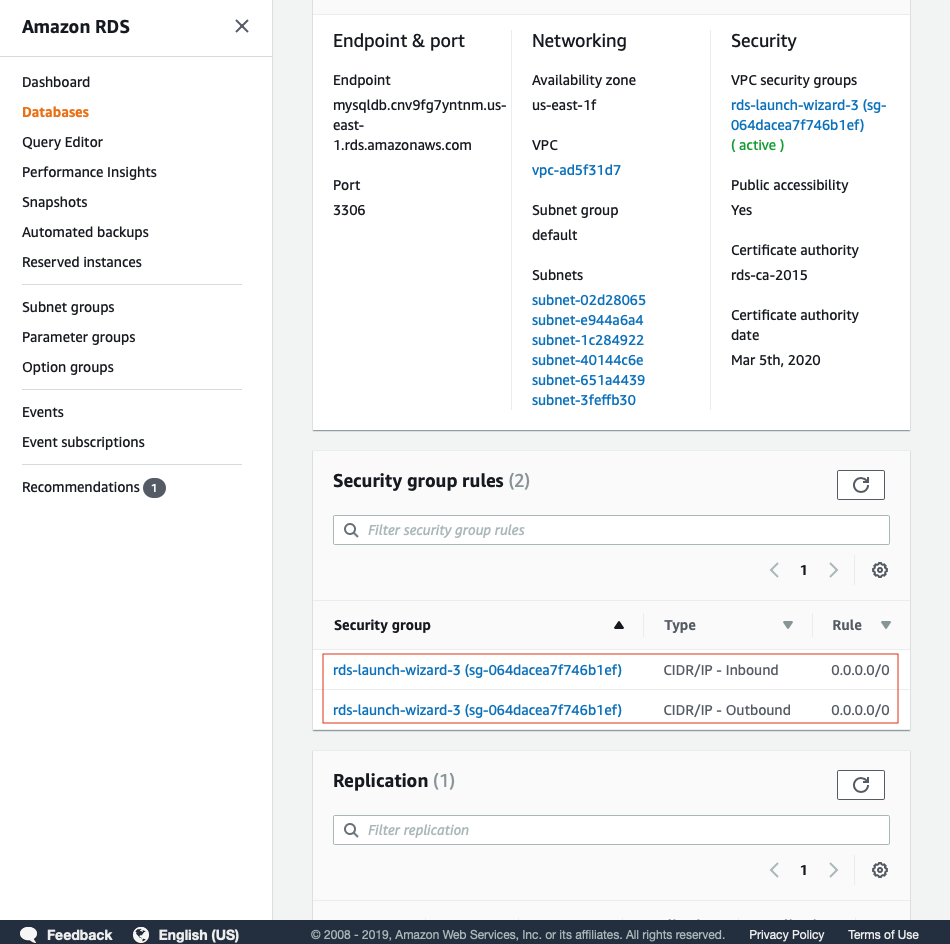 Amazon RDS
Dashboard
Databases
Query Editor
Performance Insights
Snapshots
Automated backups
Reserved instances
Subnet groups
Parameter groups
Option groups
Events
Event subscriptions
Recommendations 1
Endpoint & port
Endpoint
mysqldb.cnv9fg7yntnm.us-
east-
1.rds.amazonaws.com
Port
3306
Networking
Availability zone
us-east-1f
VPC
vpc-ad5f31d7
Subnet group
default
Subnets
subnet-02d28065
subnet-e944a6a4
subnet-1c284922
subnet-40144c6e
subnet-651a4439
subnet-3feffb30
Security
VPC security groups
rds-launch-wizard-3 (sg-
064dacea7f746b1ef)
( active )
Public accessibility
Yes
Certificate authority
rds-ca-2015
Certificate authority
date
Mar 5th, 2020
Security group rules (2)
Filter security group rules
1
Security group Type Rule
rds-launch-wizard-3 (sg-064dacea7f746b1ef) CIDR/IP - Inbound 0.0.0.0/0
rds-launch-wizard-3 (sg-064dacea7f746b1ef) CIDR/IP - Outbound 0.0.0.0/0
Replication (1)
Filter replication
1
Feedback English (US) © 2008 - 2019, Amazon Web Services, Inc. or its affiliates. All rights reserved. Privacy Policy Terms of Use